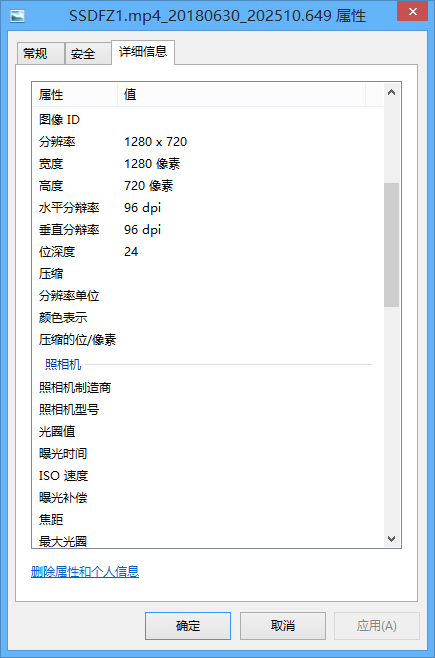 SSDFZ1.mp4_20180630_202510.649 属性
常规 安全 详细信息
属性 值
图像 ID
分辨率 1280 x 720
宽度 1280 像素
高度 720 像素
水平分辩率 96 dpi
垂直分辩率 96 dpi
位深度 24
压缩
分辨率单位
颜色表示
压缩的位/像素
照相机
照相机制造商
照相机型号
光圈值
曝光时间
ISO 速度
曝光补偿
焦距
最大光圈
删除属性和个人信息
确定 取消 应用(A)